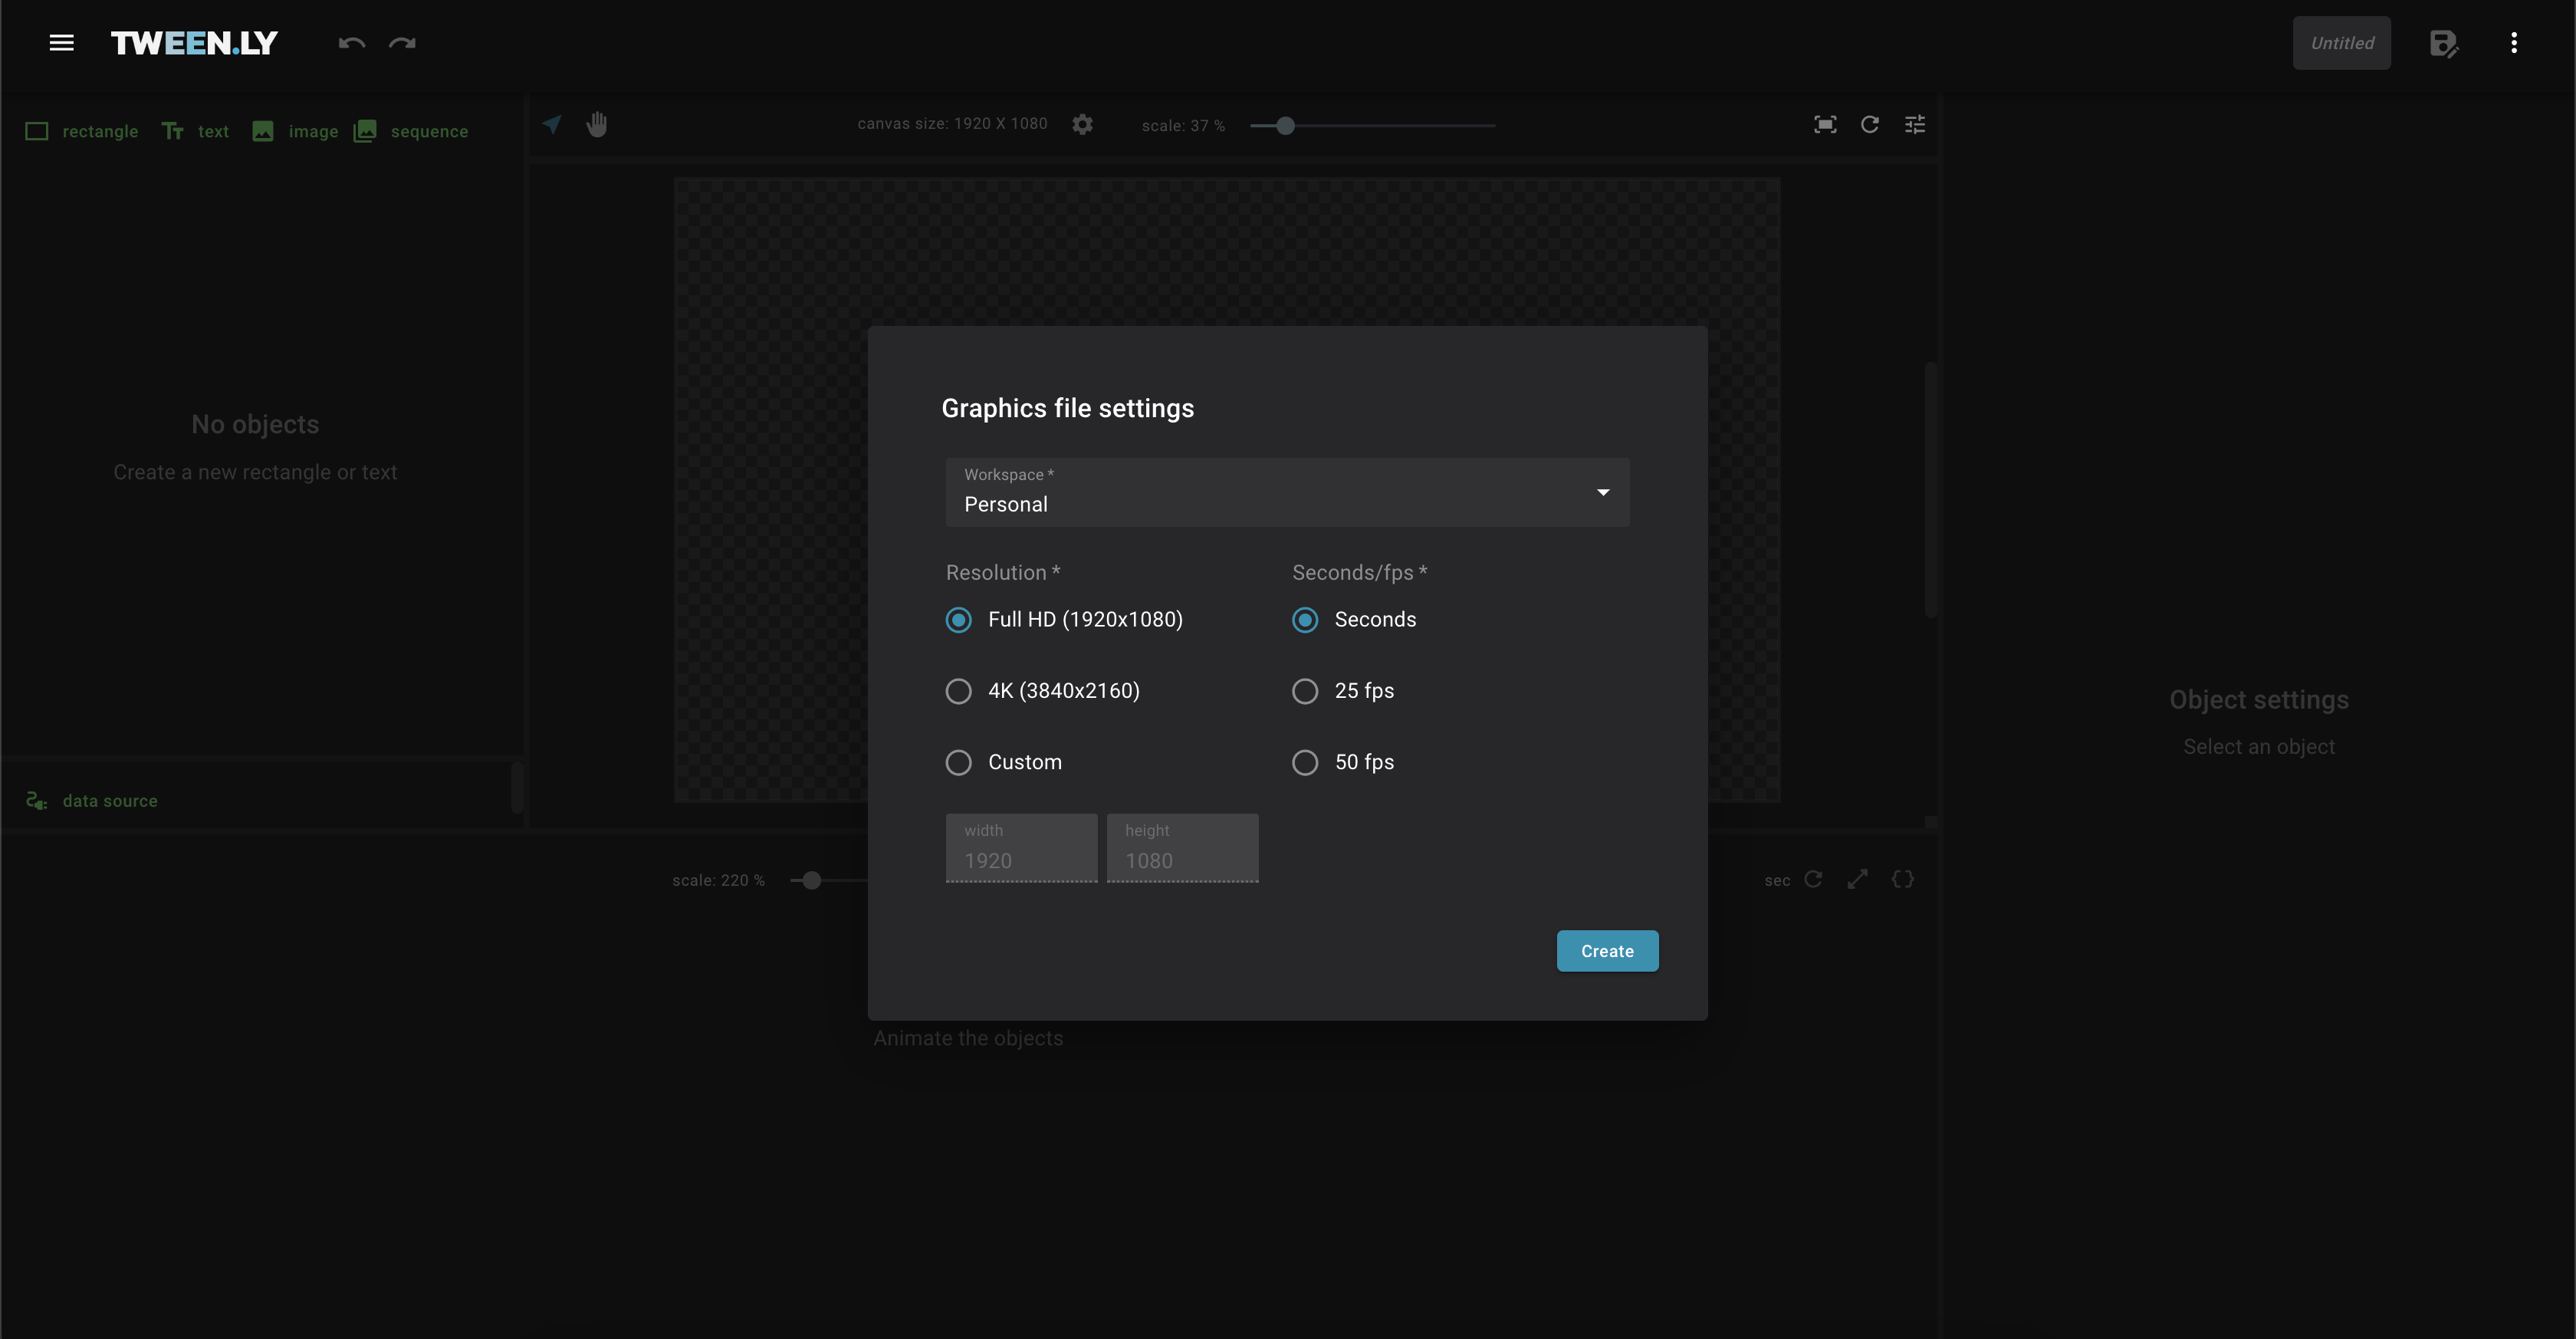 TWEEN.LY
Untitled
rectangle
text
image
sequence
canvas size: 1920 X 1080
scale: 37 %
No objects
Create a new rectangle or text
data source
Graphics file settings
Workspace *
Personal
Resolution *
Seconds/fps *
Full HD (1920x1080)
Seconds
4K (3840x2160)
25 fps
Custom
50 fps
width
height
1920
1080
Create
Object settings
Select an object
scale: 220 %
sec
Animate the objects